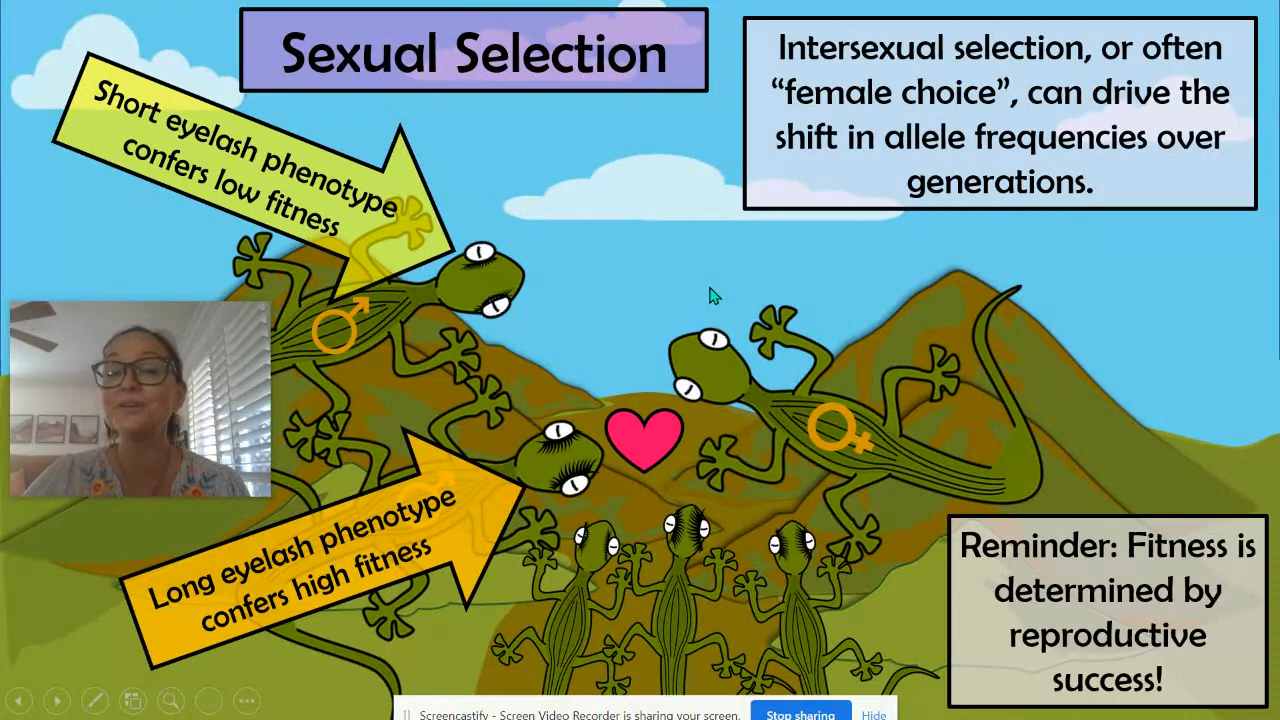 Sexual Selection
Intersexual selection, or often
“female choice”, can drive the
shift in allele frequencies over
generations.
Short eyelash phenotype
confers low fitness
Long eyelash phenotype
confers high fitness
Reminder: Fitness is
determined by
reproductive
success!
Screencastify - Screen Video Recorder is sharing your screen.
Stop sharing
Hide